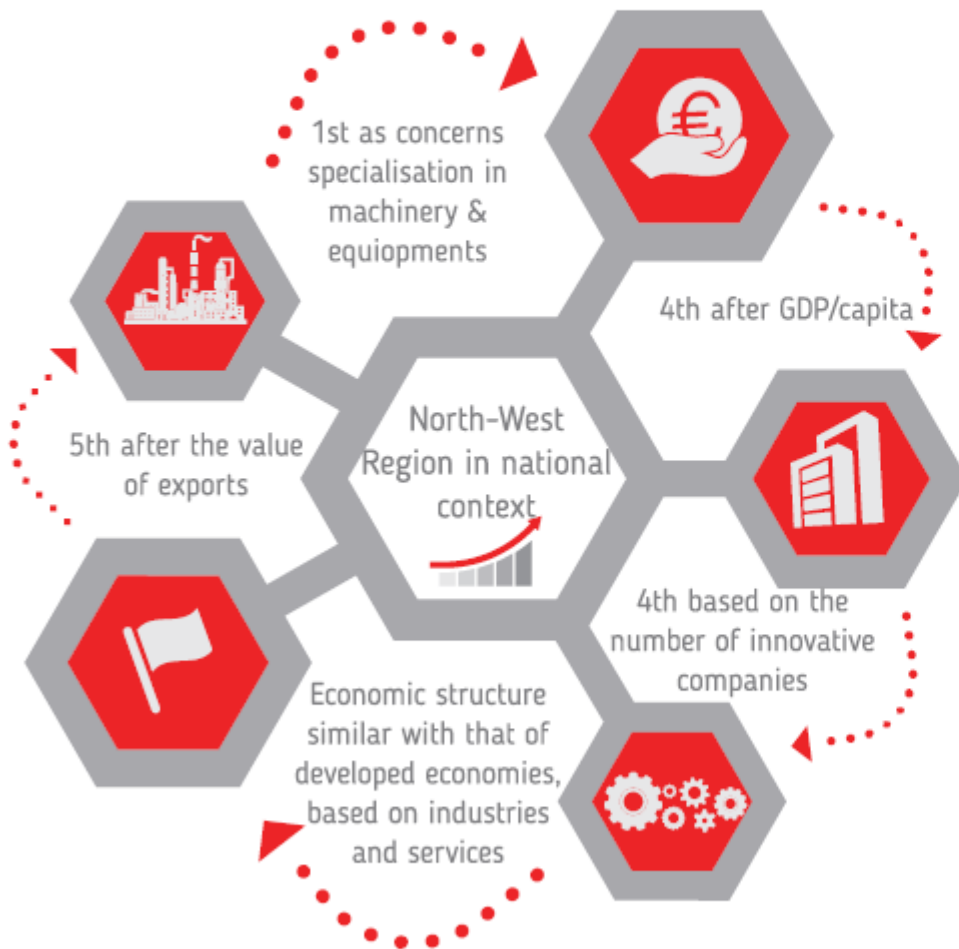 1st as concerns
specialisation in
machinery &
equiopments
€
4th after GDP/capita
North-West
Region in national
context
5th after the value
of exports
4th based on the
number of innovative
companies
Economic structure
similar with that of
developed economies,
based on industries
and services